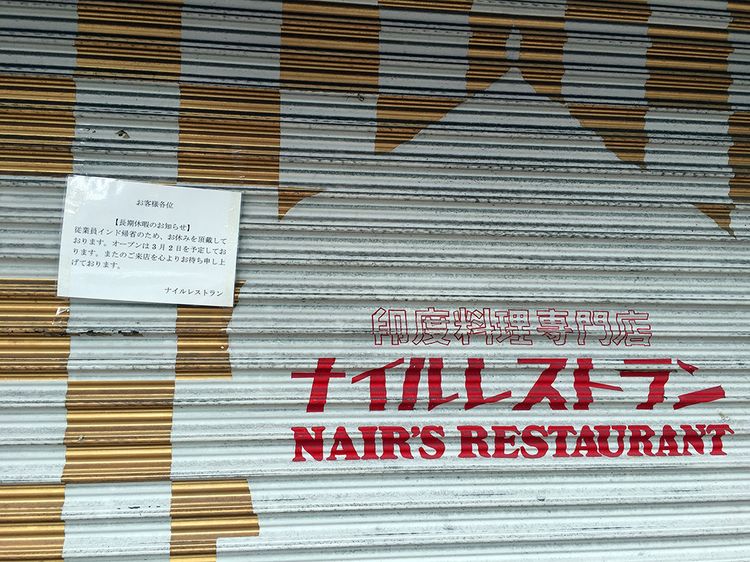 お客様各位
【長期休暇のお知らせ】
従業員インド帰省のため、お休みを頂戴して
おります。オープンは3月2日を予定してお
ります。またのご来店を心よりお待ち申し上
げております。
ナイルレストラン
印度料理専門店
ナイルレストラン
NAIR'S RESTAURANT